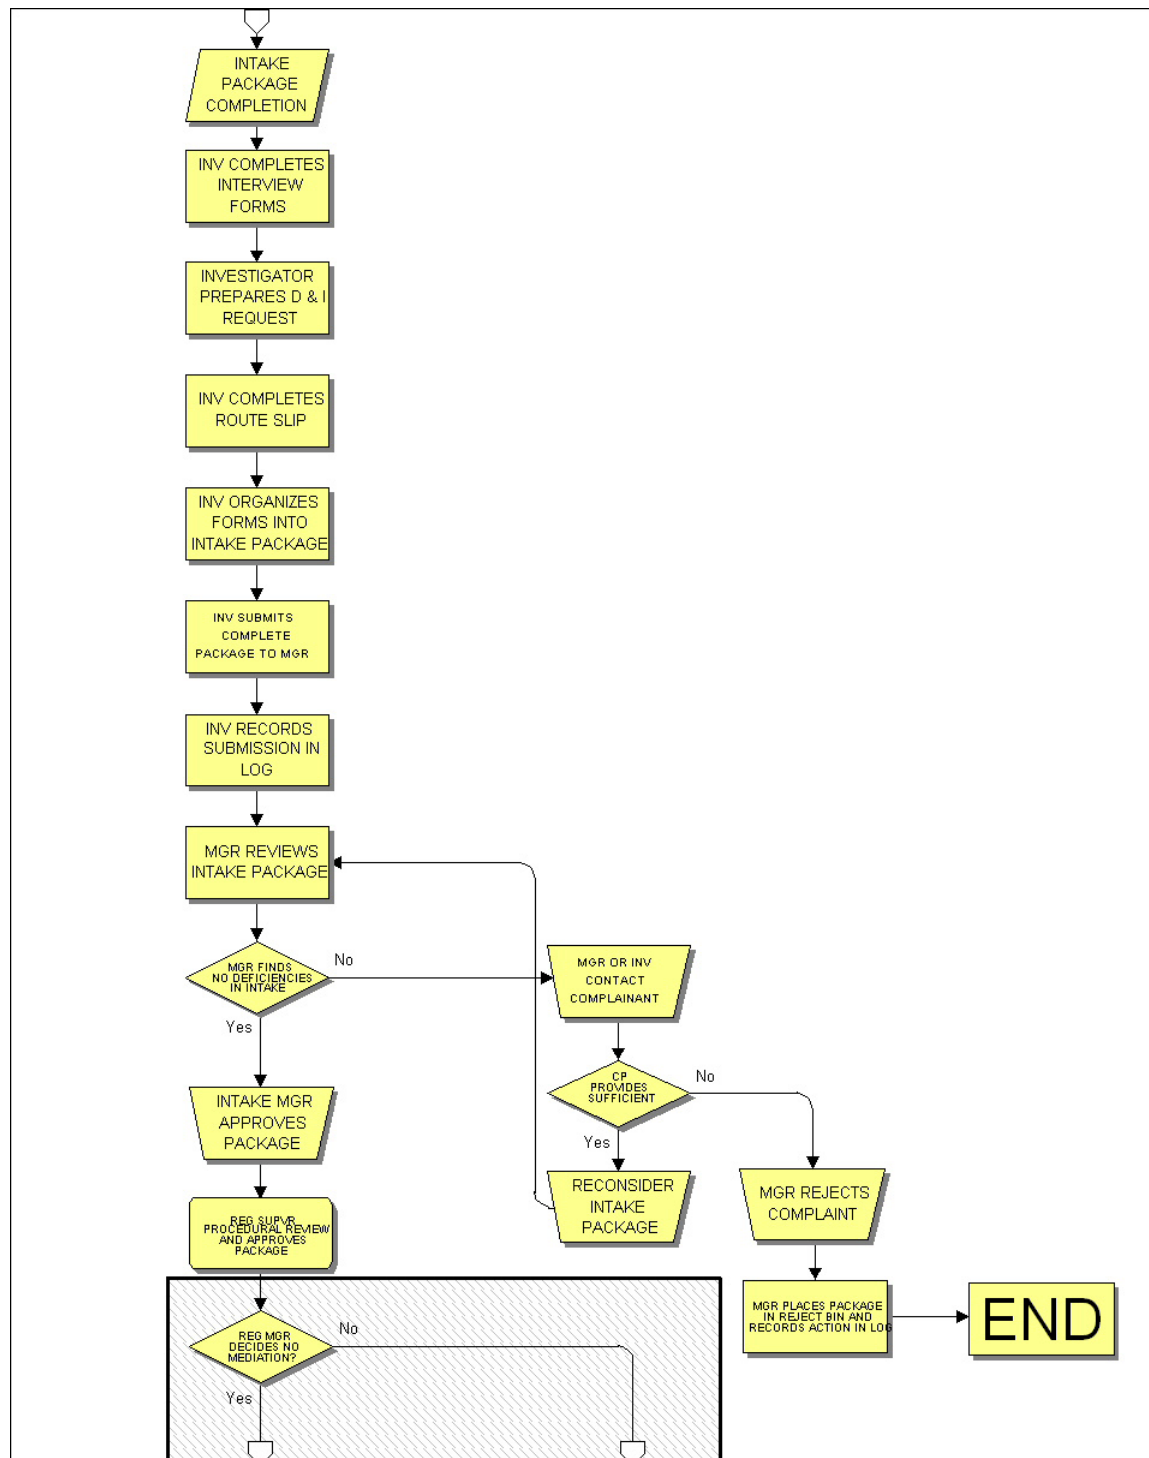 INTAKE
PACKAGE
COMPLETION
INV COMPLETES
INTERVIEW
FORMS
INVESTIGATOR
PREPARES D & I
REQUEST
INV COMPLETES
ROUTE SLIP
INV ORGANIZES
FORMS INTO
INTAKE PACKAGE
INV SUBMITS
COMPLETE
PACKAGE TO MGR
INV RECORDS
SUBMISSION IN
LOG
MGR REVIEWS
INTAKE PACKAGE
MGR FINDS
NO DEFICIENCIES
IN INTAKE
No
Yes
MGR OR INV
CONTACT
COMPLAINANT
CP
PROVIDES
SUFFICIENT
No
Yes
INTAKE MGR
APPROVES
PACKAGE
RECONSIDER
INTAKE
PACKAGE
MGR REJECTS
COMPLAINT
REG SUPVR
PROCEDURAL REVIEW
AND APPROVES
PACKAGE
MGR PLACES PACKAGE
IN REJECT BIN AND
RECORDS ACTION IN LOG
END
REG MGR
DECIDES NO
MEDIATION?
No
Yes